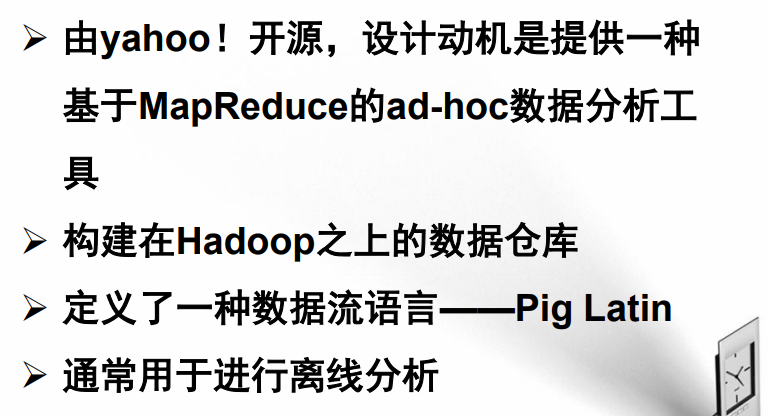 由yahoo！开源，设计动机是提供一种
基于MapReduce的ad-hoc数据分析工
具
构建在Hadoop之上的数据仓库
定义了一种数据流语言——Pig Latin
通常用于进行离线分析